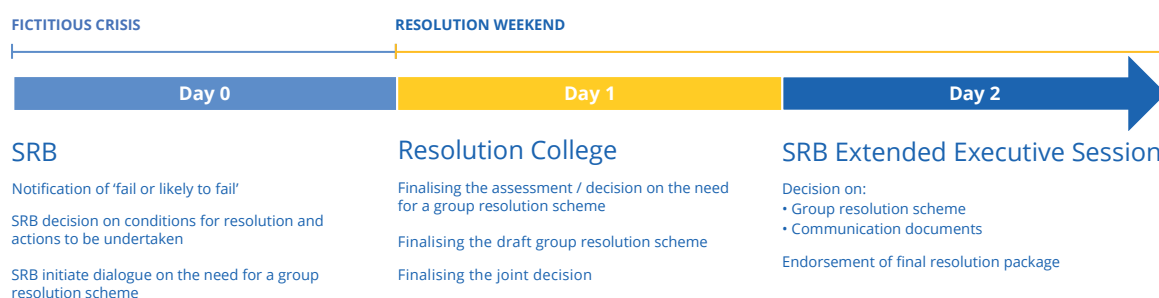 FICTITIOUS CRISIS
RESOLUTION WEEKEND
Day 0
Day 1
Day 2
SRB
Notification of ‘fail or likely to fail’
SRB decision on conditions for resolution and
actions to be undertaken
SRB initiate dialogue on the need for a group
resolution scheme
Resolution College
Finalising the assessment / decision on the need
for a group resolution scheme
Finalising the draft group resolution scheme
Finalising the joint decision
SRB Extended Executive Session
Decision on:
• Group resolution scheme
• Communication documents
Endorsement of final resolution package